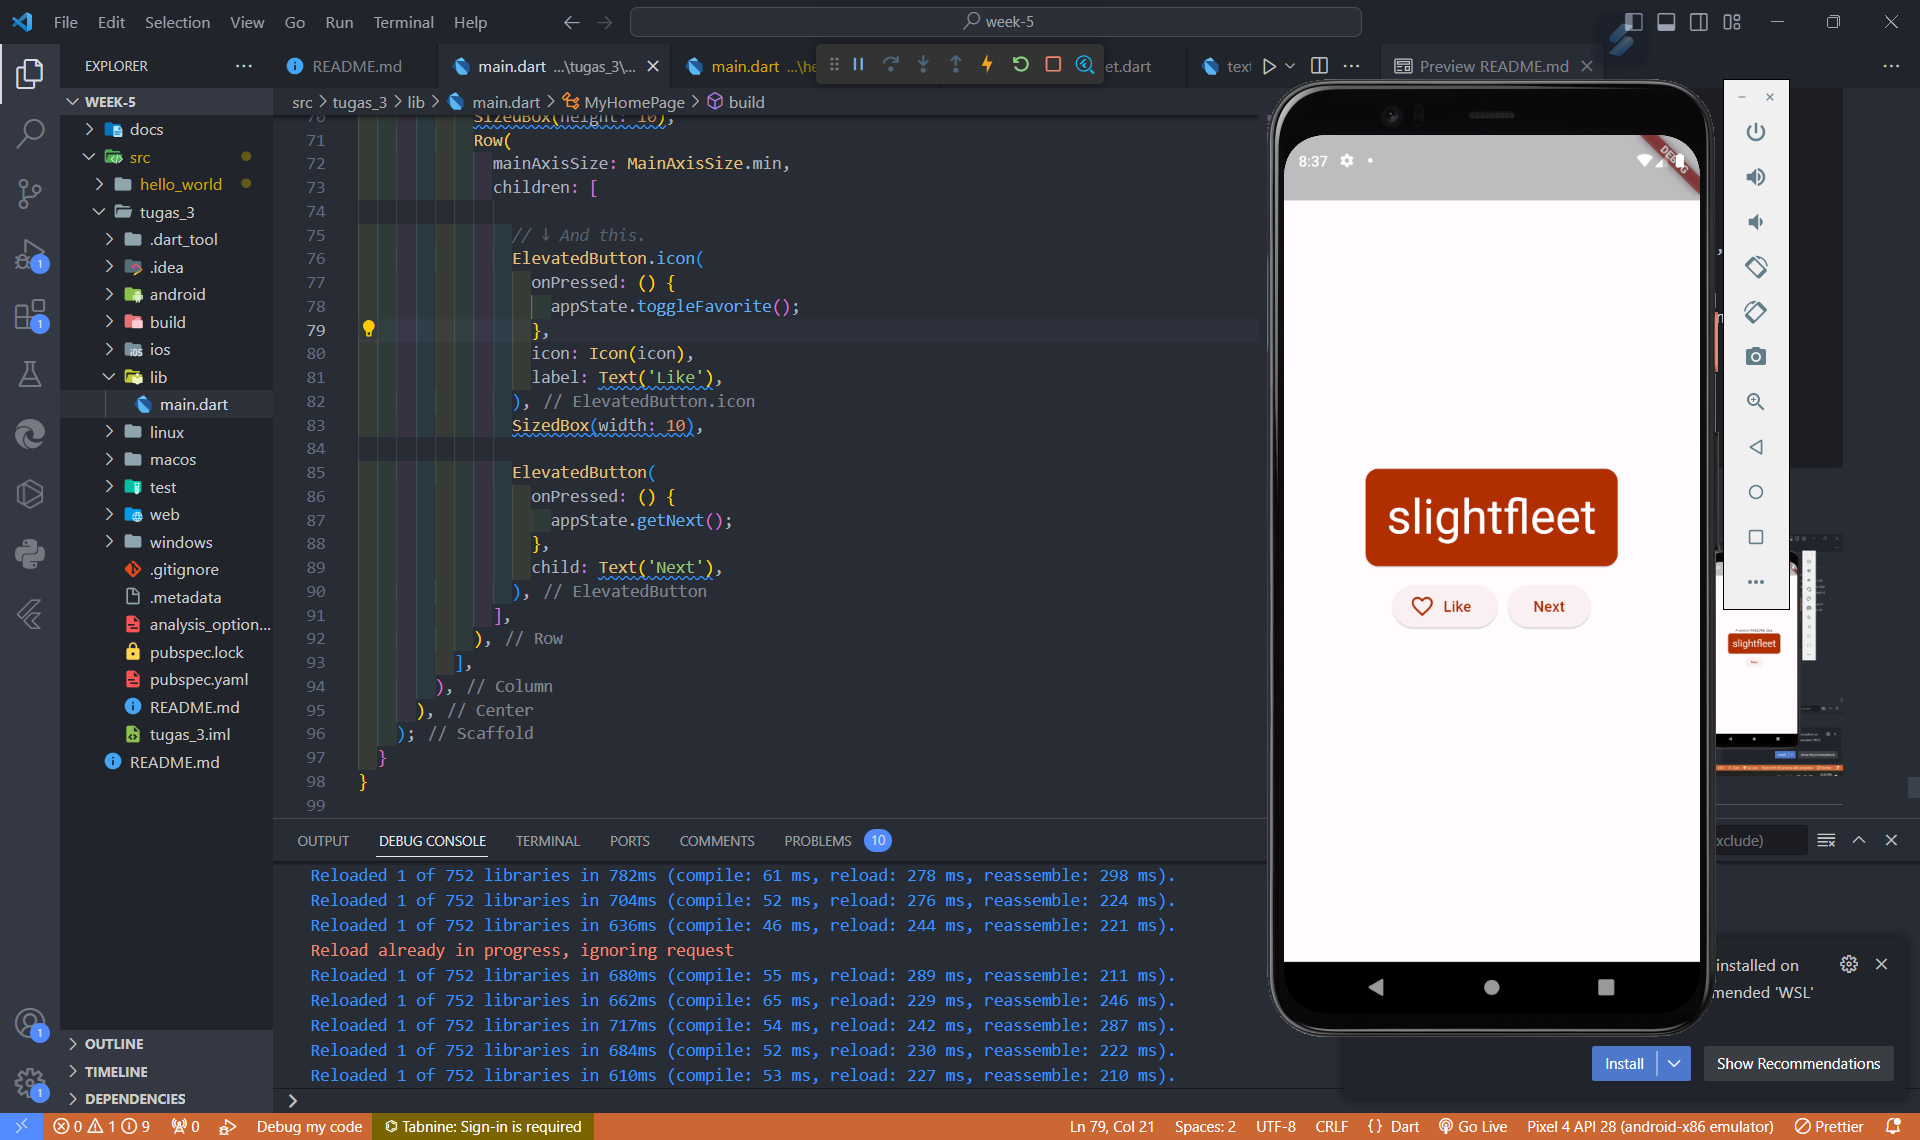 File Edit Selection View Go Run Terminal Help
week-5
EXPLORER
README.md
main.dart ...\tugas_3\...
main.dart ...\he
et.dart
text
Preview README.md
WEEK-5
docs
src
hello_world
tugas_3
.dart_tool
.idea
android
build
ios
lib
main.dart
linux
macos
test
web
windows
.gitignore
.metadata
analysis_option...
pubspec.lock
pubspec.yaml
README.md
tugas_3.iml
README.md
OUTLINE
TIMELINE
DEPENDENCIES
src > tugas_3 > lib > main.dart > MyHomePage > build
70 SizedBox(height: 10),
71 Row(
72 mainAxisSize: MainAxisSize.min,
73 children: [
74
75 // ↓ And this.
76 ElevatedButton.icon(
77 onPressed: () {
78 appState.toggleFavorite();
79 },
80 icon: Icon(icon),
81 label: Text('Like'),
82 ), // ElevatedButton.icon
83 SizedBox(width: 10),
84
85 ElevatedButton(
86 onPressed: () {
87 appState.getNext();
88 },
89 child: Text('Next'),
90 ), // ElevatedButton
91 ],
92 ), // Row
93 ],
94 ), // Column
95 ), // Center
96 ); // Scaffold
97 }
98 }
99
8:37
DEBUG
slightfleet
Like
Next
slightfleet
OUTPUT DEBUG CONSOLE TERMINAL PORTS COMMENTS PROBLEMS 10
xclude)
Reloaded 1 of 752 libraries in 782ms (compile: 61 ms, reload: 278 ms, reassemble: 298 ms).
Reloaded 1 of 752 libraries in 704ms (compile: 52 ms, reload: 276 ms, reassemble: 224 ms).
Reloaded 1 of 752 libraries in 636ms (compile: 46 ms, reload: 244 ms, reassemble: 221 ms).
Reload already in progress, ignoring request
Reloaded 1 of 752 libraries in 680ms (compile: 55 ms, reload: 289 ms, reassemble: 211 ms).
Reloaded 1 of 752 libraries in 662ms (compile: 65 ms, reload: 229 ms, reassemble: 246 ms).
Reloaded 1 of 752 libraries in 717ms (compile: 54 ms, reload: 242 ms, reassemble: 287 ms).
Reloaded 1 of 752 libraries in 684ms (compile: 52 ms, reload: 230 ms, reassemble: 222 ms).
Reloaded 1 of 752 libraries in 610ms (compile: 53 ms, reload: 227 ms, reassemble: 210 ms).
installed on
mended 'WSL'
Install
Show Recommendations
0 1 9 0 Debug my code Tabnine: Sign-in is required Ln 79, Col 21 Spaces: 2 UTF-8 CRLF {} Dart Go Live Pixel 4 API 28 (android-x86 emulator) Prettier